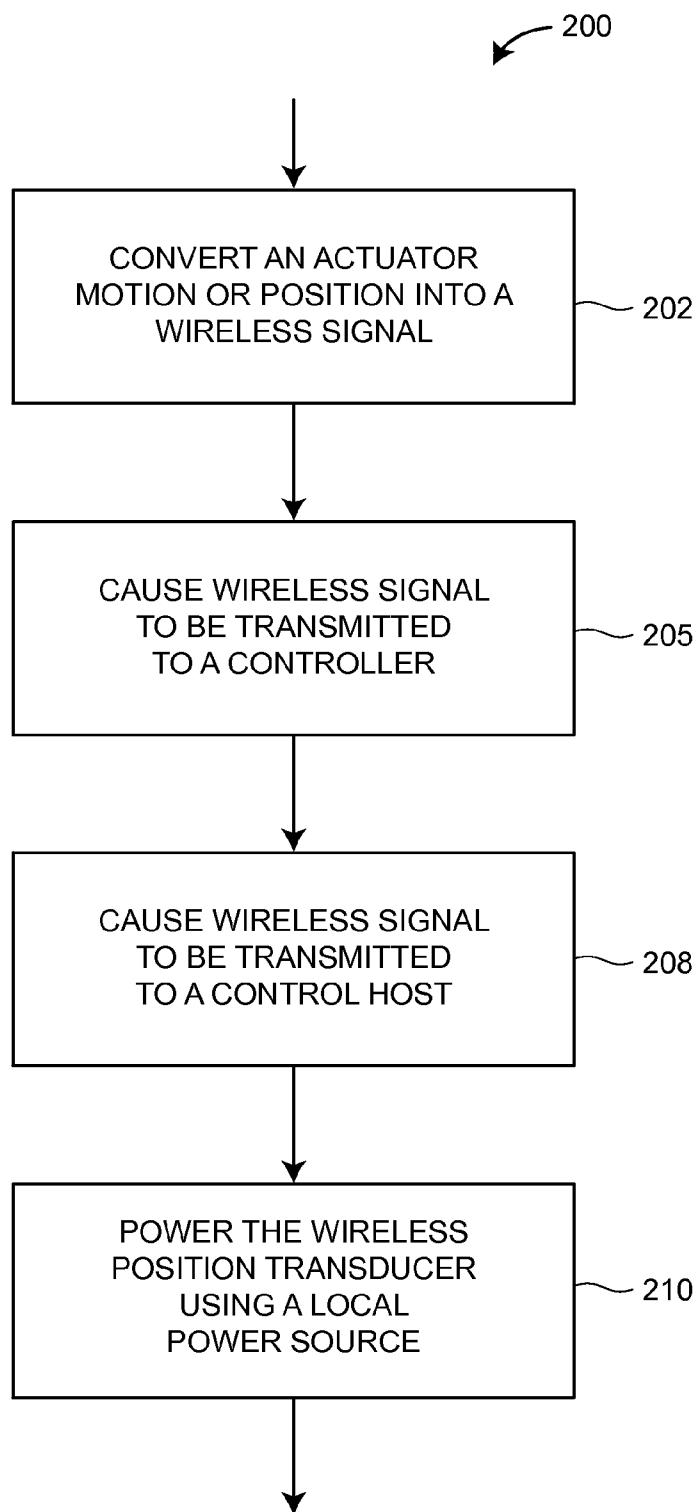 200
CONVERT AN ACTUATOR
MOTION OR POSITION INTO A
WIRELESS SIGNAL
202
CAUSE WIRELESS SIGNAL
TO BE TRANSMITTED
TO A CONTROLLER
205
CAUSE WIRELESS SIGNAL
TO BE TRANSMITTED
TO A CONTROL HOST
208
POWER THE WIRELESS
POSITION TRANSDUCER
USING A LOCAL
POWER SOURCE
210